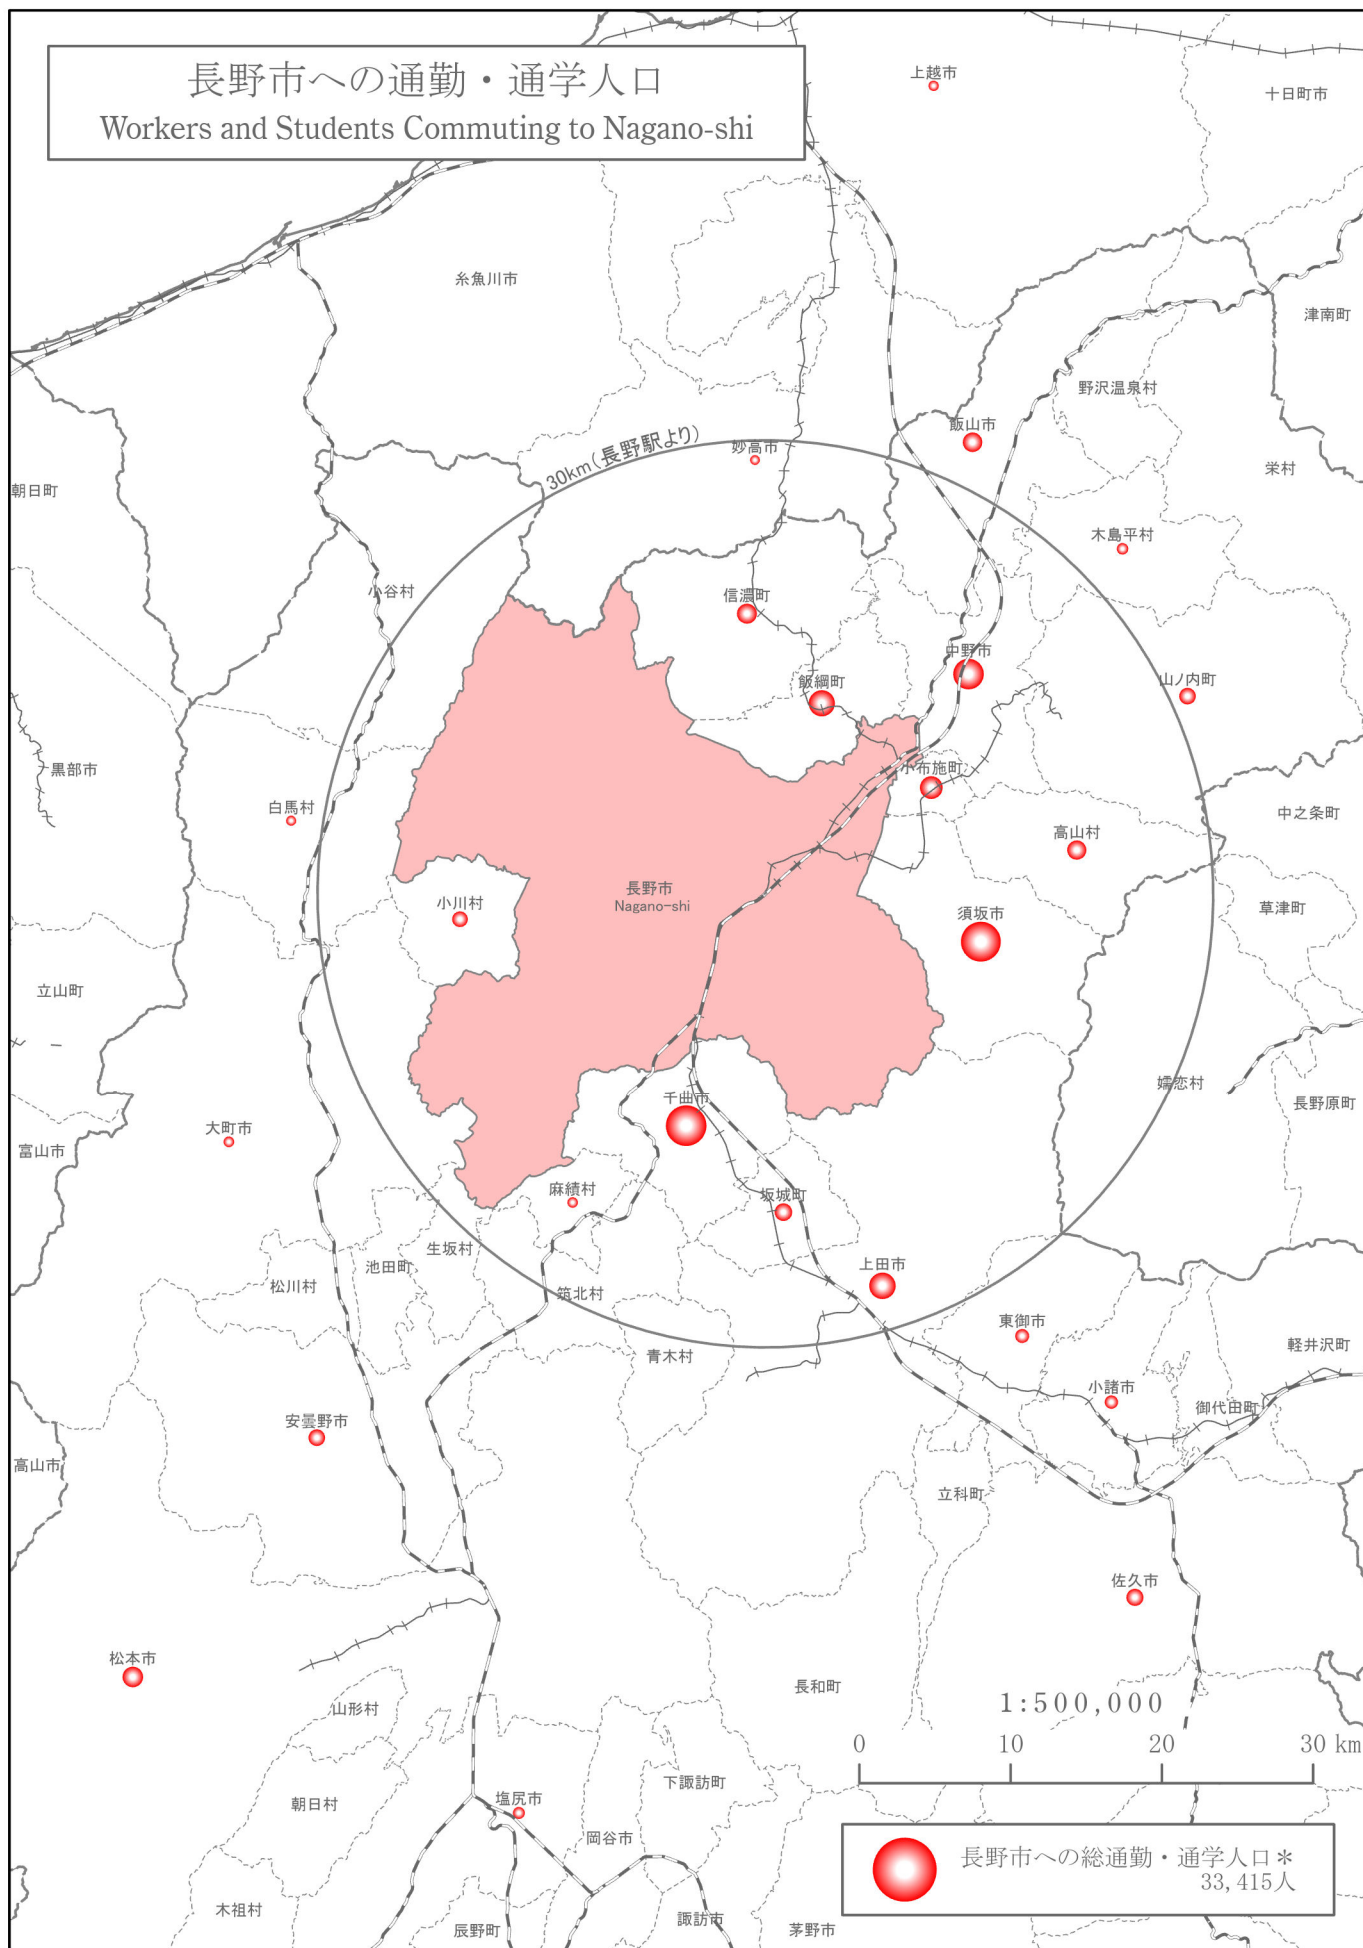 長野市への通勤・通学人口
Workers and Students Commuting to Nagano-shi
上越市
十日町市
糸魚川市
津南町
野沢温泉村
飯山市
30km(長野駅より)
妙高市
栄村
朝日町
木島平村
小谷村
信濃町
中野市
飯綱町
山ノ内町
黒部市
小布施町
白馬村
中之条町
高山村
長野市
Nagano-shi
小川村
須坂市
草津町
立山町
嬬恋村
千曲市
長野原町
大町市
富山市
麻績村
坂城町
生坂村
池田町
上田市
松川村
筑北村
東御市
青木村
軽井沢町
小諸市
御代田町
安曇野市
高山市
立科町
佐久市
松本市
長和町
山形村
1:500,000
0 10 20 30 km
下諏訪町
朝日村
塩尻市
岡谷市
長野市への総通勤・通学人口*
33,415人
木祖村
辰野町
諏訪市
茅野市